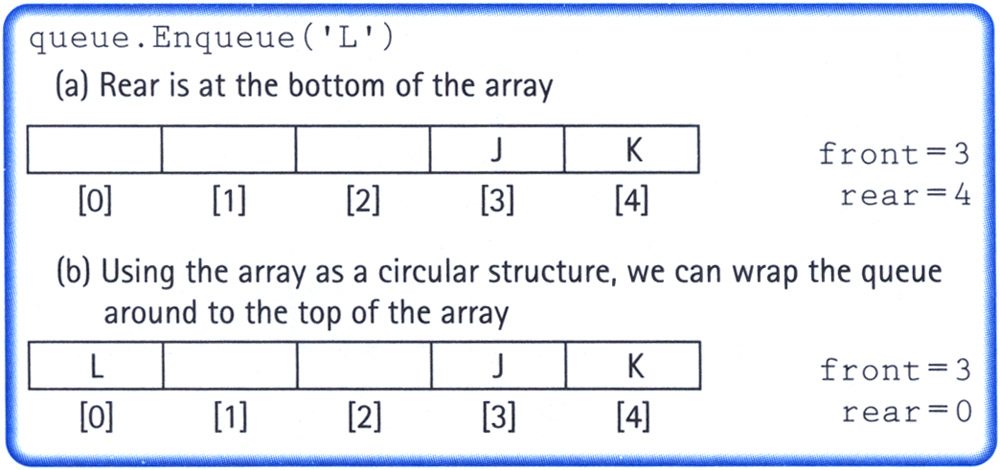 queue.Enqueue('L')
(a) Rear is at the bottom of the array
J K
front=3
[0] [1] [2] [3] [4]
rear=4
(b) Using the array as a circular structure, we can wrap the queue
around to the top of the array
L J K
front=3
[0] [1] [2] [3] [4]
rear=0